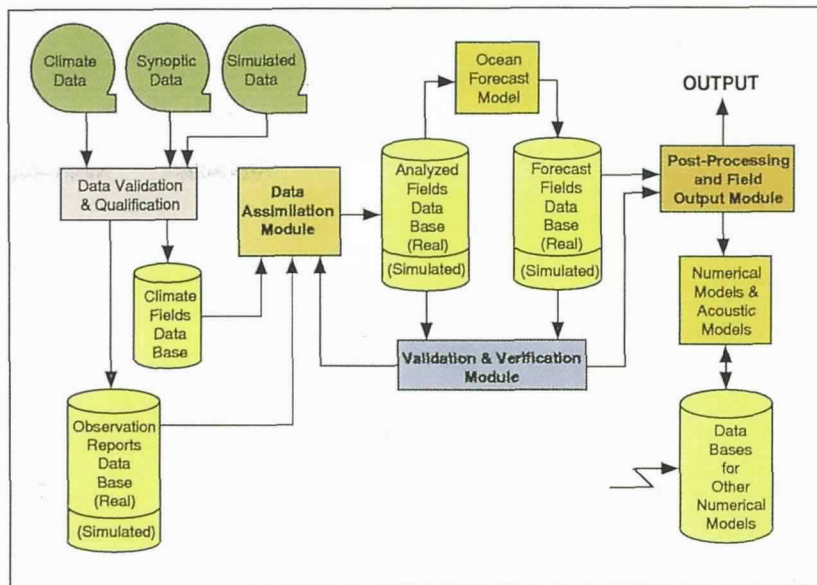 Climate
Data
Synoptic
Data
Simulated
Data
Data Validation
& Qualification
Climate
Fields
Data
Base
Observation
Reports
Data
Base
(Real)
(Simulated)
Data
Assimilation
Module
Analyzed
Fields
Data
Base
(Real)
(Simulated)
Ocean
Forecast
Model
Forecast
Fields
Data
Base
(Real)
(Simulated)
Validation & Verification
Module
OUTPUT
Post-Processing
and Field
Output Module
Numerical
Models &
Acoustic
Models
Data
Bases
for
Other
Numerical
Models